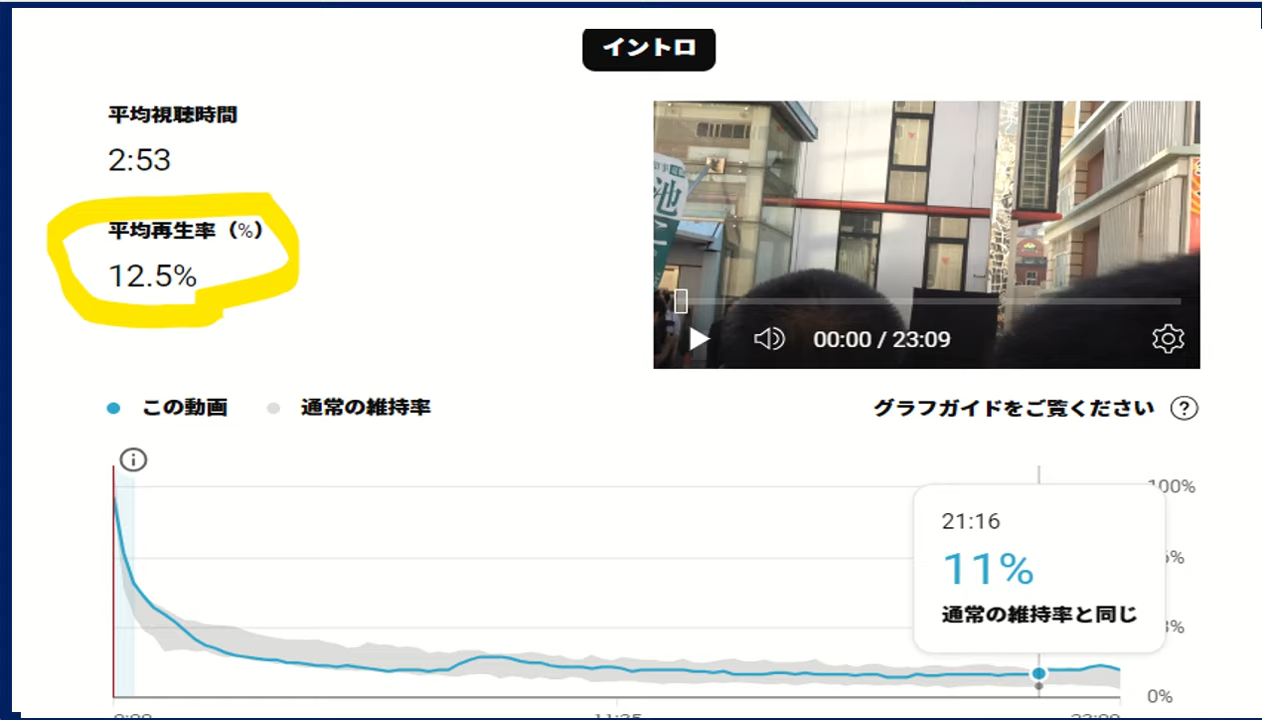 イントロ
平均視聴時間
2:53
平均再生率（%）
12.5%
池
00:00 / 23:09
この動画
通常の維持率
グラフガイドをご覧ください
?
i
100%
21:16
11%
通常の維持率と同じ
0%
11:35